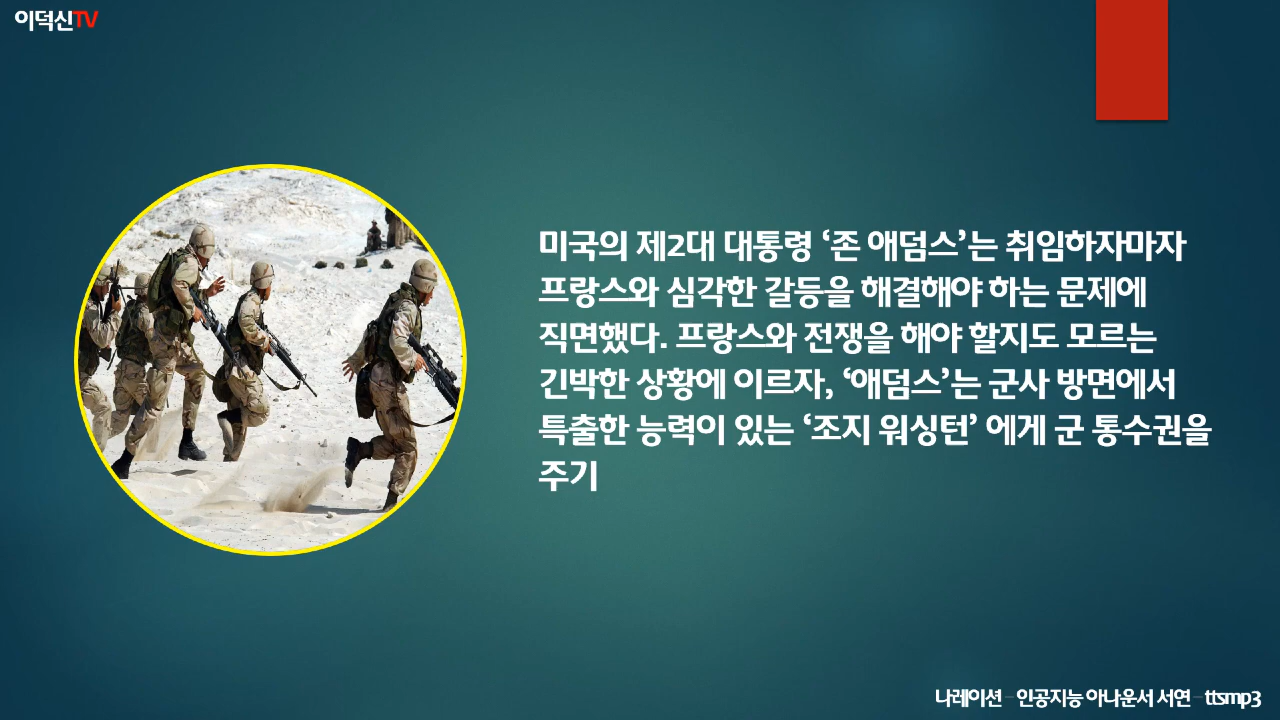 이덕신TV
미국의 제2대 대통령 ‘존 애덤스’는 취임하자마자
프랑스와 심각한 갈등을 해결해야 하는 문제에
직면했다. 프랑스와 전쟁을 해야 할지도 모르는
긴박한 상황에 이르자, ‘애덤스’는 군사 방면에서
특출한 능력이 있는 ‘조지 워싱턴’ 에게 군 통수권을
주기
나레이션 – 인공지능 아나운서 서연 – ttsmp3